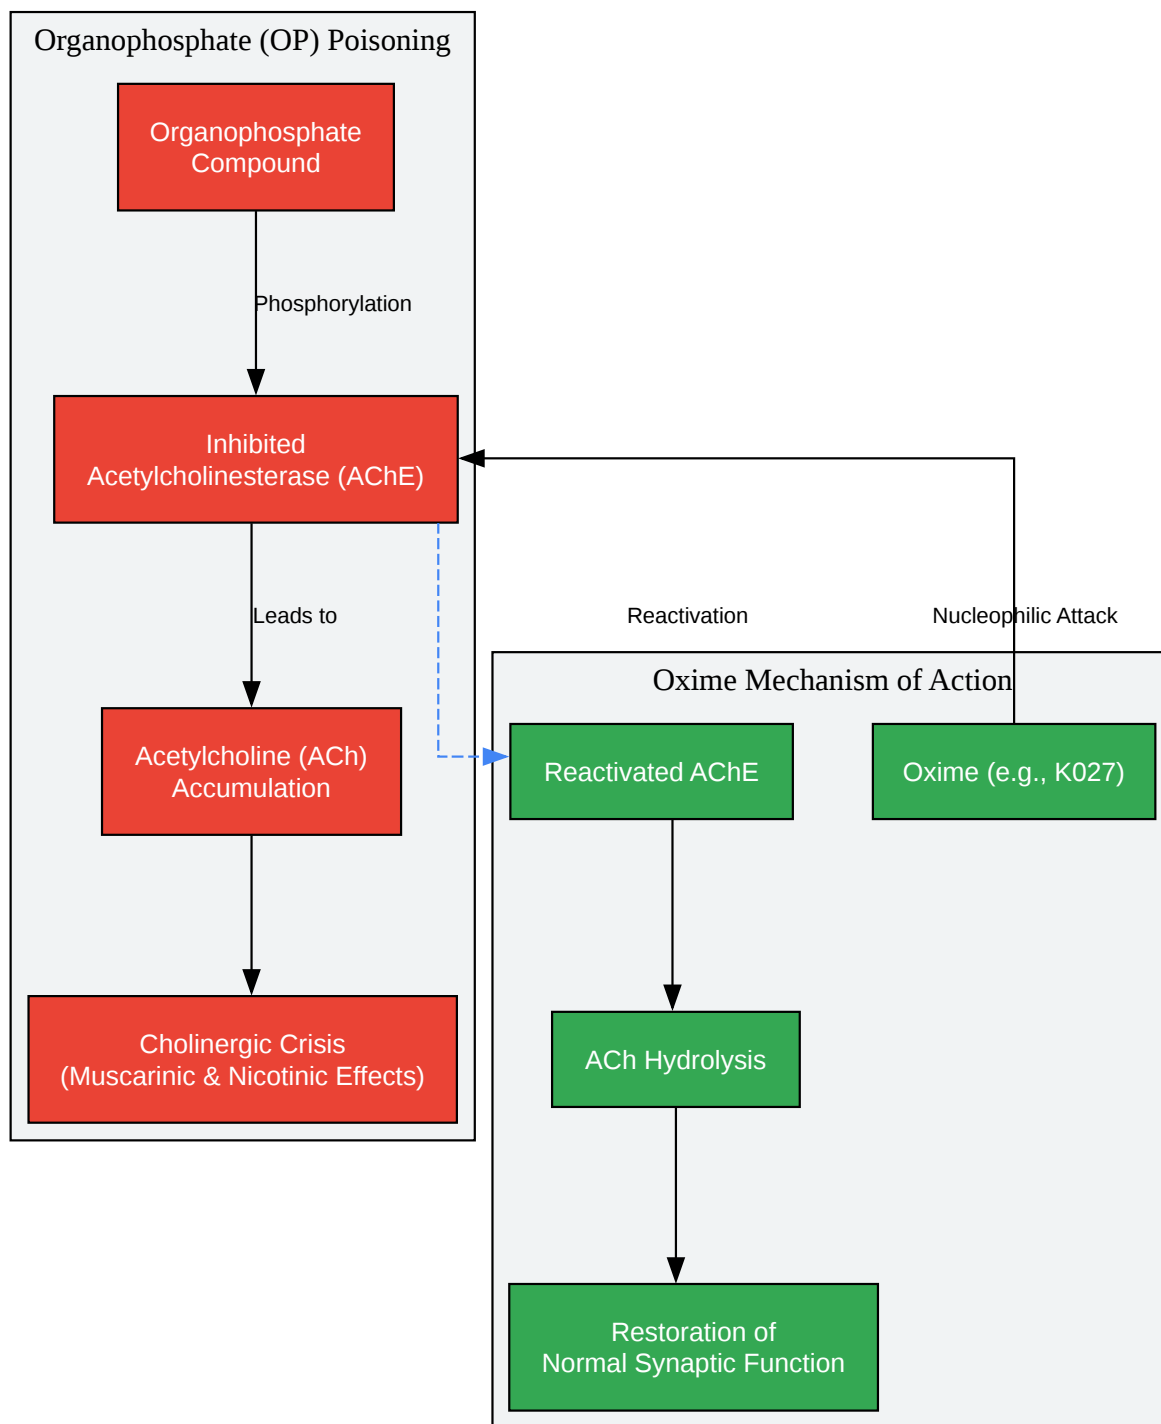 Organophosphate (OP) Poisoning
Organophosphate
Compound
Phosphorylation
Inhibited
Acetylcholinesterase (AChE)
Leads to
Reactivation
Nucleophilic Attack
Acetylcholine (ACh)
Accumulation
Cholinergic Crisis
(Muscarinic & Nicotinic Effects)
Oxime Mechanism of Action
Reactivated AChE
Oxime (e.g., K027)
ACh Hydrolysis
Restoration of
Normal Synaptic Function